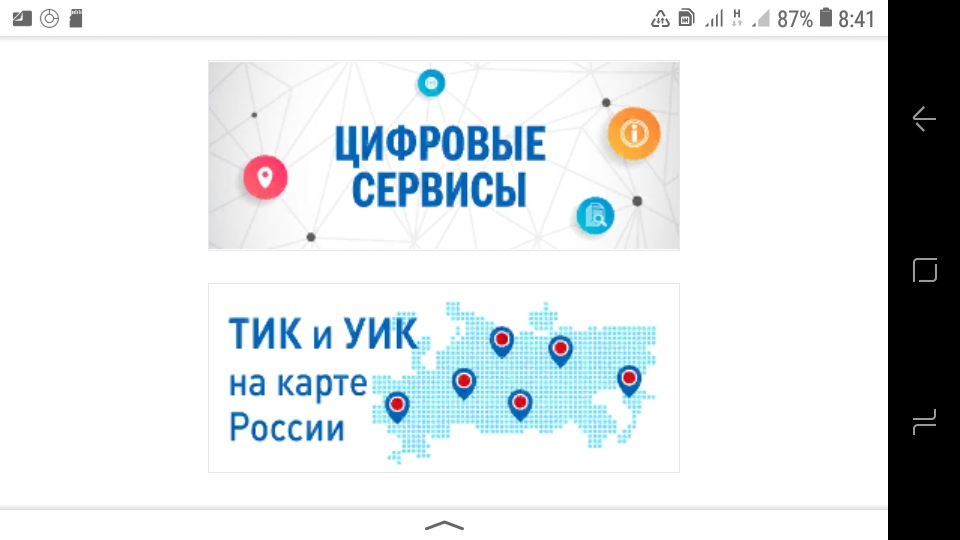 H 87% 8:41
ЦИФРОВЫЕ
СЕРВИСЫ
ТИК и УИК
на карте
России